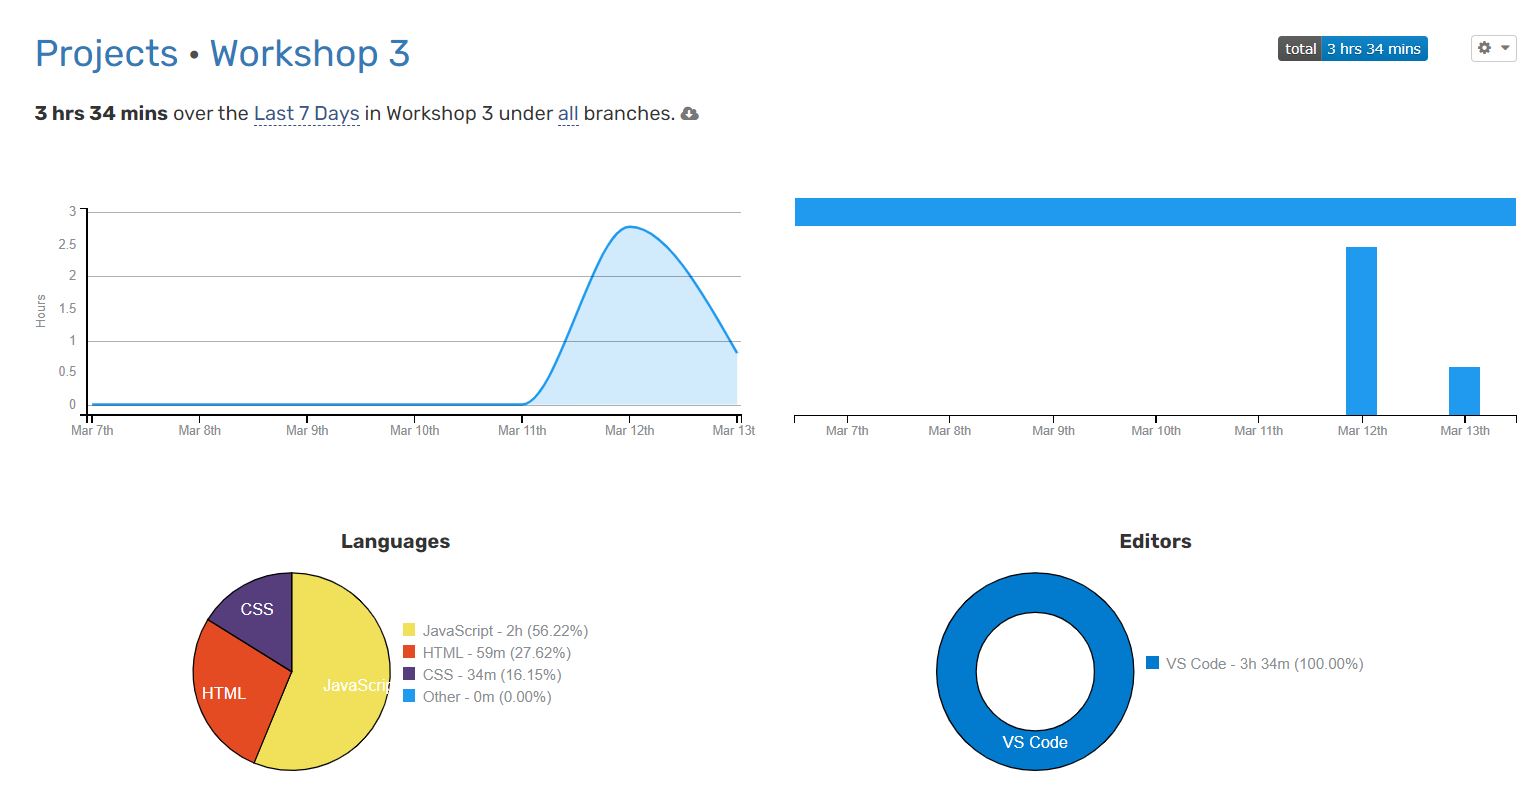 Projects • Workshop 3
total 3 hrs 34 mins
3 hrs 34 mins over the Last 7 Days in Workshop 3 under all branches.
Hours
3
2.5
2
1.5
1
0.5
0
Mar 7th Mar 8th Mar 9th Mar 10th Mar 11th Mar 12th Mar 13t
Mar 7th Mar 8th Mar 9th Mar 10th Mar 11th Mar 12th Mar 13th
Languages
CSS
HTML
JavaScrip
JavaScript - 2h (56.22%)
HTML - 59m (27.62%)
CSS - 34m (16.15%)
Other - 0m (0.00%)
Editors
VS Code
VS Code - 3h 34m (100.00%)